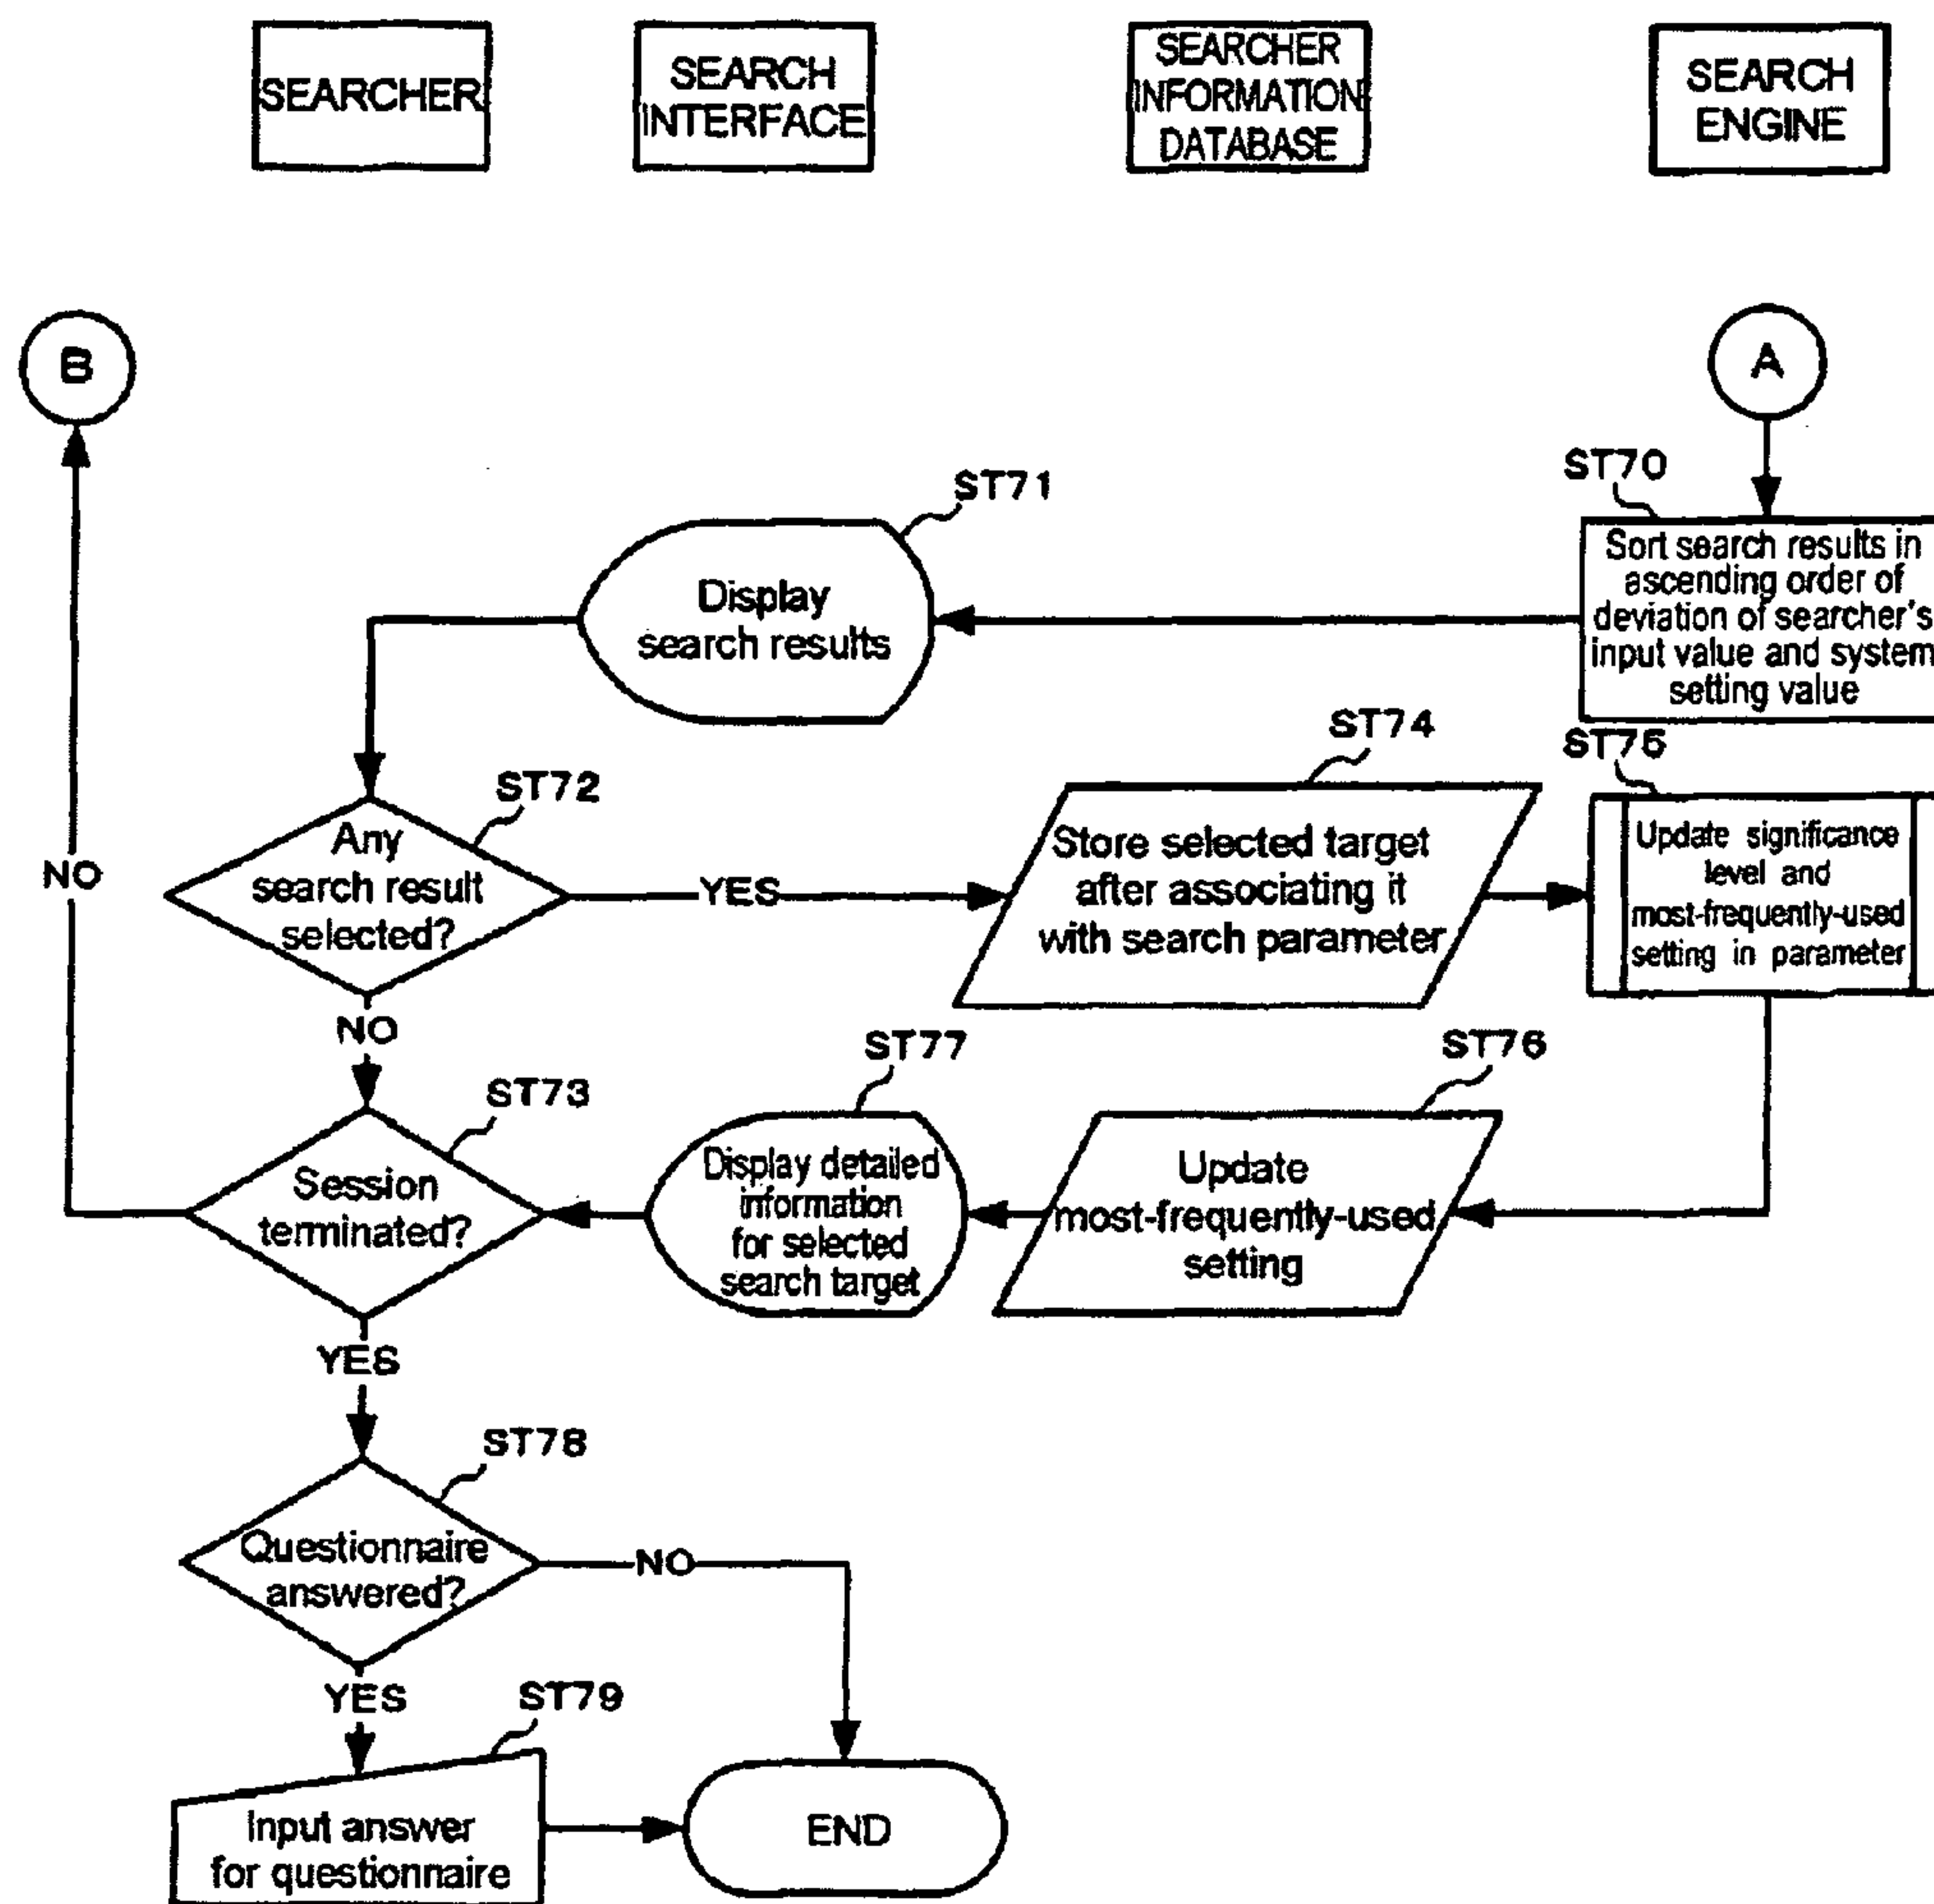 SEARCHER
SEARCH
INTERFACE
SEARCHER
INFORMATION
DATABASE
SEARCH
ENGINE
B
A
ST70
Sort search results in
ascending order of
deviation of searcher's
input value and system
setting value
ST71
Display
search results
ST72
Any
search result
selected?
YES
NO
NO
ST74
Store selected target
after associating it
with search parameter
ST75
Update significance
level and
most-frequently-used
setting in parameter
ST76
Update
most-frequently-used
setting
ST77
Display detailed
information
for selected
search target
ST73
Session
terminated?
YES
ST78
Questionnaire
answered?
NO
YES
ST79
Input answer
for questionnaire
END